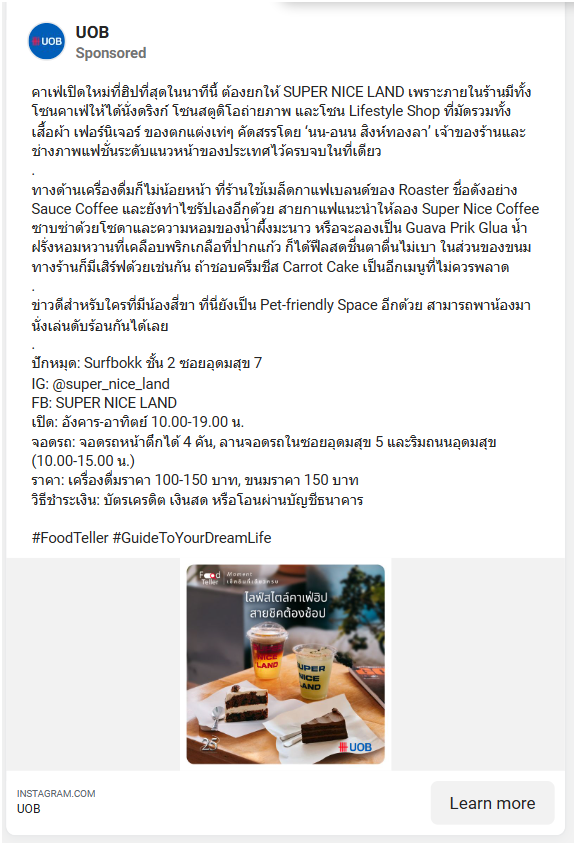 UOB
UOB
Sponsored
คาเฟ่เปิดใหม่ที่ฮิปที่สุดในนาทีนี้ ต้องยกให้ SUPER NICE LAND เพราะภายในร้านมีทั้ง
โซนคาเฟ่ให้ได้นั่งดริงก์ โซนสตูดิโอถ่ายภาพ และโซน Lifestyle Shop ที่มัดรวมทั้ง
เสื้อผ้า เฟอร์นิเจอร์ ของตกแต่งเท่ๆ คัดสรรโดย ‘นน-อนน สิงห์ทองลา’ เจ้าของร้านและ
ช่างภาพแฟชั่นระดับแนวหน้าของประเทศไว้ครบจบในที่เดียว
.
ทางด้านเครื่องดื่มก็ไม่น้อยหน้า ที่ร้านใช้เมล็ดกาแฟเบลนด์ของ Roaster ชื่อดังอย่าง
Sauce Coffee และยังทำไซรัปเองอีกด้วย สายกาแฟแนะนำให้ลอง Super Nice Coffee
ซาบซ่าด้วยโซดาและความหอมของน้ำผึ้งมะนาว หรือจะลองเป็น Guava Prik Glua น้ำ
ฝรั่งหอมหวานที่เคลือบพริกเกลือที่ปากแก้ว ก็ได้ฟีลสดชื่นตาตื่นไม่เบา ในส่วนของขนม
ทางร้านก็มีเสิร์ฟด้วยเช่นกัน ถ้าชอบครีมชีส Carrot Cake เป็นอีกเมนูที่ไม่ควรพลาด
.
ข่าวดีสำหรับใครที่มีน้องสี่ขา ที่นี่ยังเป็น Pet-friendly Space อีกด้วย สามารถพาน้องมา
นั่งเล่นดับร้อนกันได้เลย
.
ปักหมุด: Surfbokk ชั้น 2 ซอยอุดมสุข 7
IG: @super_nice_land
FB: SUPER NICE LAND
เปิด: อังคาร-อาทิตย์ 10.00-19.00 น.
จอดรถ: จอดรถหน้าตึกได้ 4 คัน, ลานจอดรถในซอยอุดมสุข 5 และริมถนนอุดมสุข
(10.00-15.00 น.)
ราคา: เครื่องดื่มราคา 100-150 บาท, ขนมราคา 150 บาท
วิธีชำระเงิน: บัตรเครดิต เงินสด หรือโอนผ่านบัญชีธนาคาร
#FoodTeller #GuideToYourDreamLife
Food Teller Moment
เช็คอินที่เดียวครบ
ไลฟ์สไตล์คาเฟ่ฮิป
สายชิคต้องช้อป
SUPER NICE LAND
SUPER NICE LAND
25
UOB
INSTAGRAM.COM
UOB
Learn more